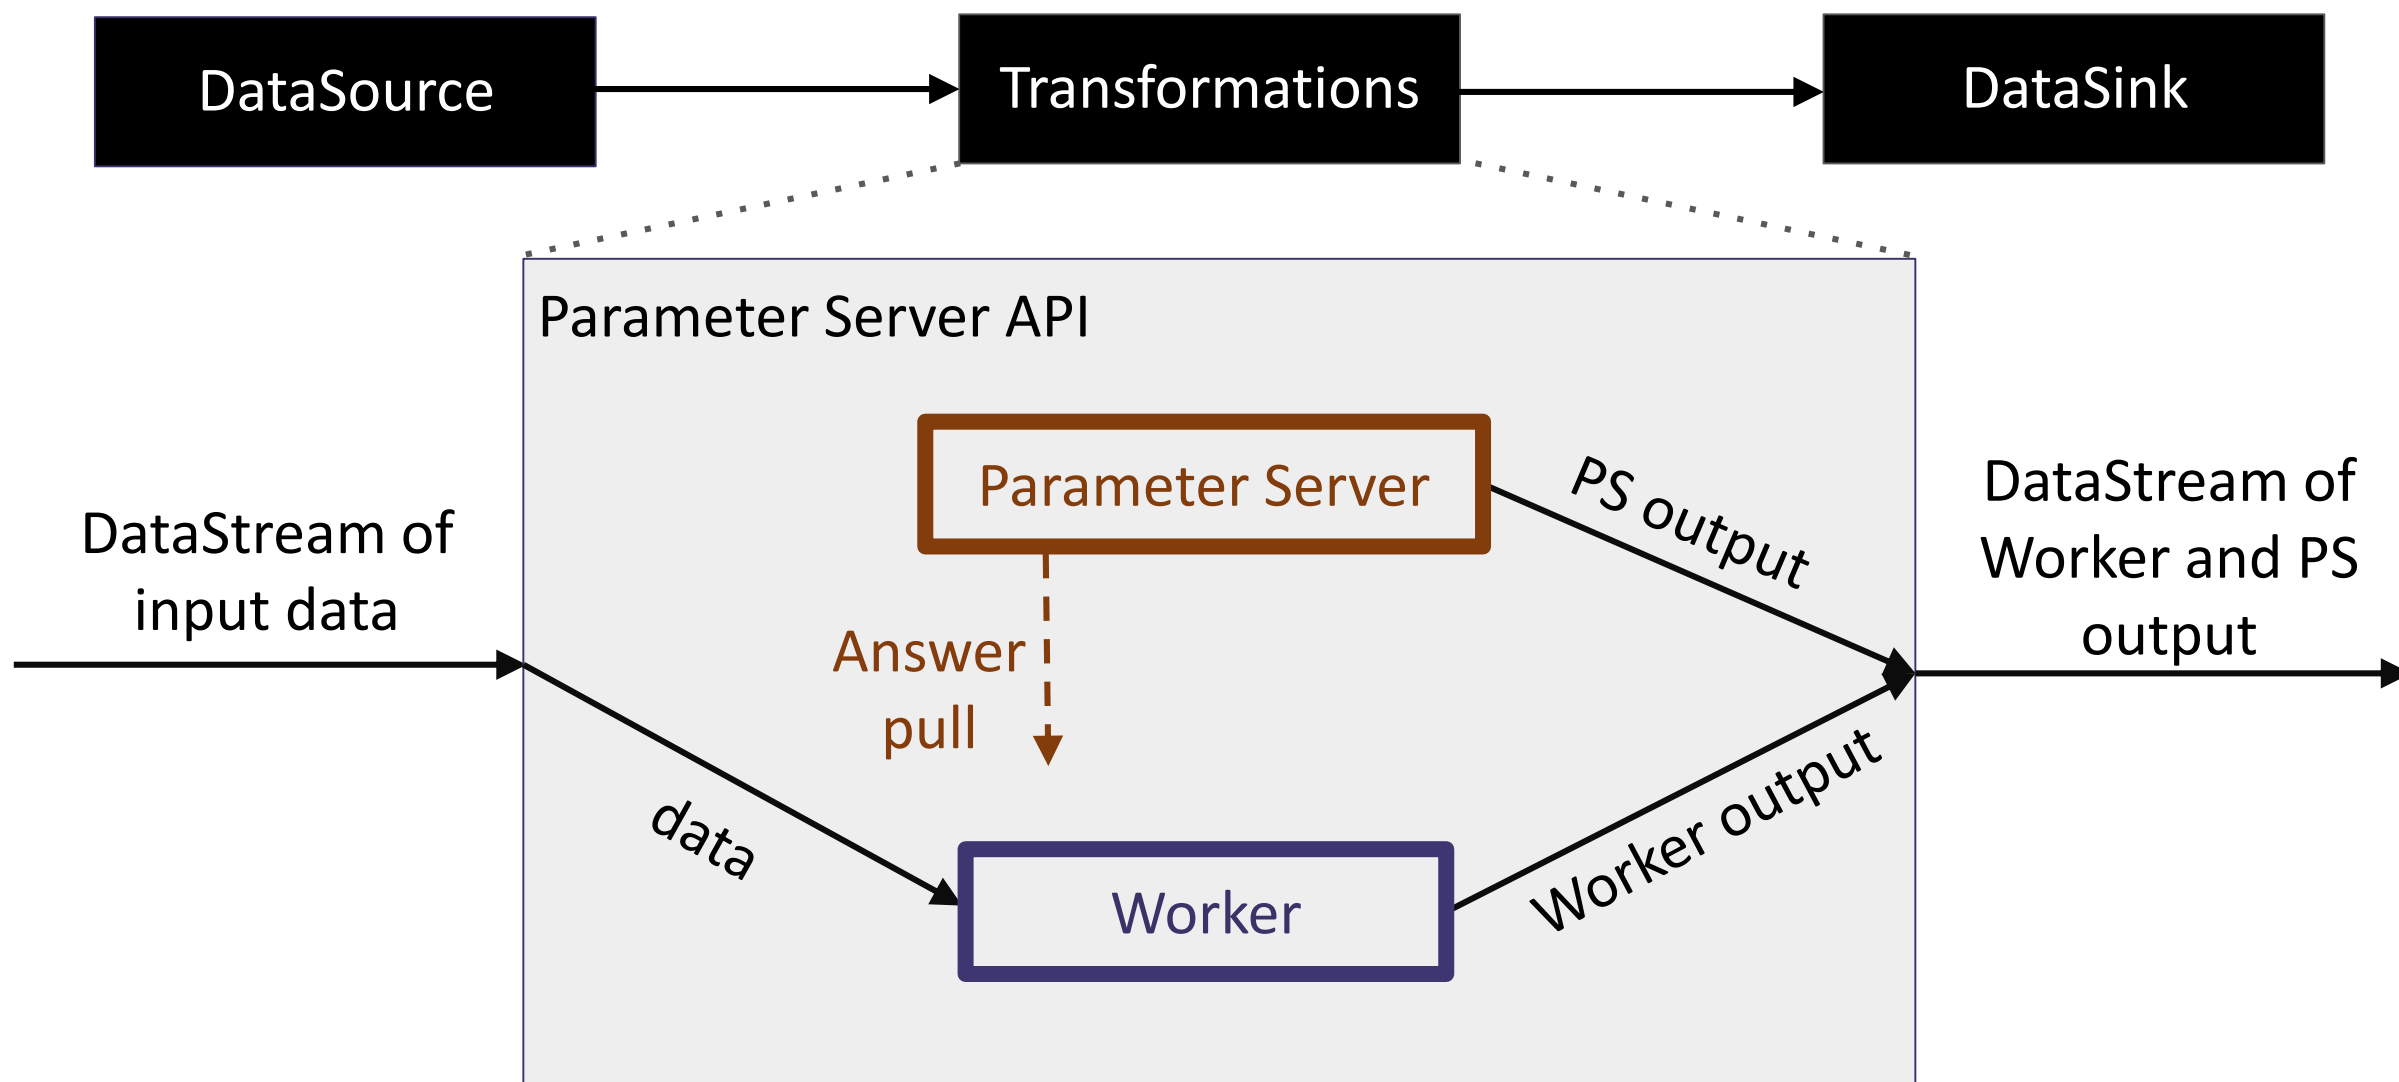 DataSource
Transformations
DataSink
Parameter Server API
Parameter Server
PS output
DataStream of
input data
DataStream of
Worker and PS
output
Answer
pull
data
Worker
Worker output